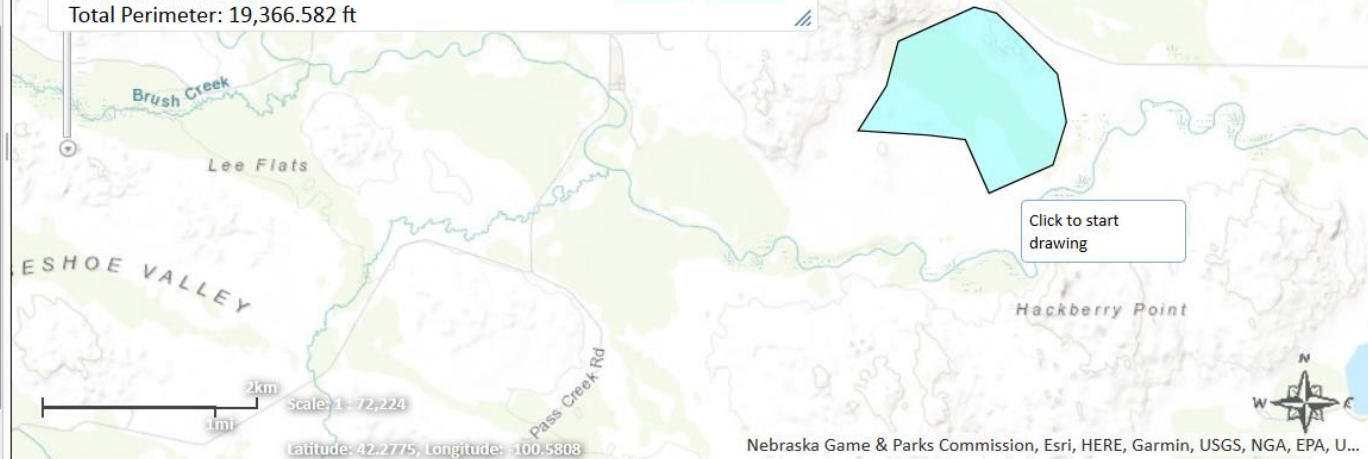 Total Perimeter: 19,366.582 ft
Brush Creek
Lee Flats
Click to start
drawing
ESHOE VALLEY
Hackberry Point
Pass Creek Rd
N
W E
2km
Scale: 1 : 72,224
1mi
Latitude: 42.2775, Longitude: -100.5808
Nebraska Game & Parks Commission, Esri, HERE, Garmin, USGS, NGA, EPA, U...